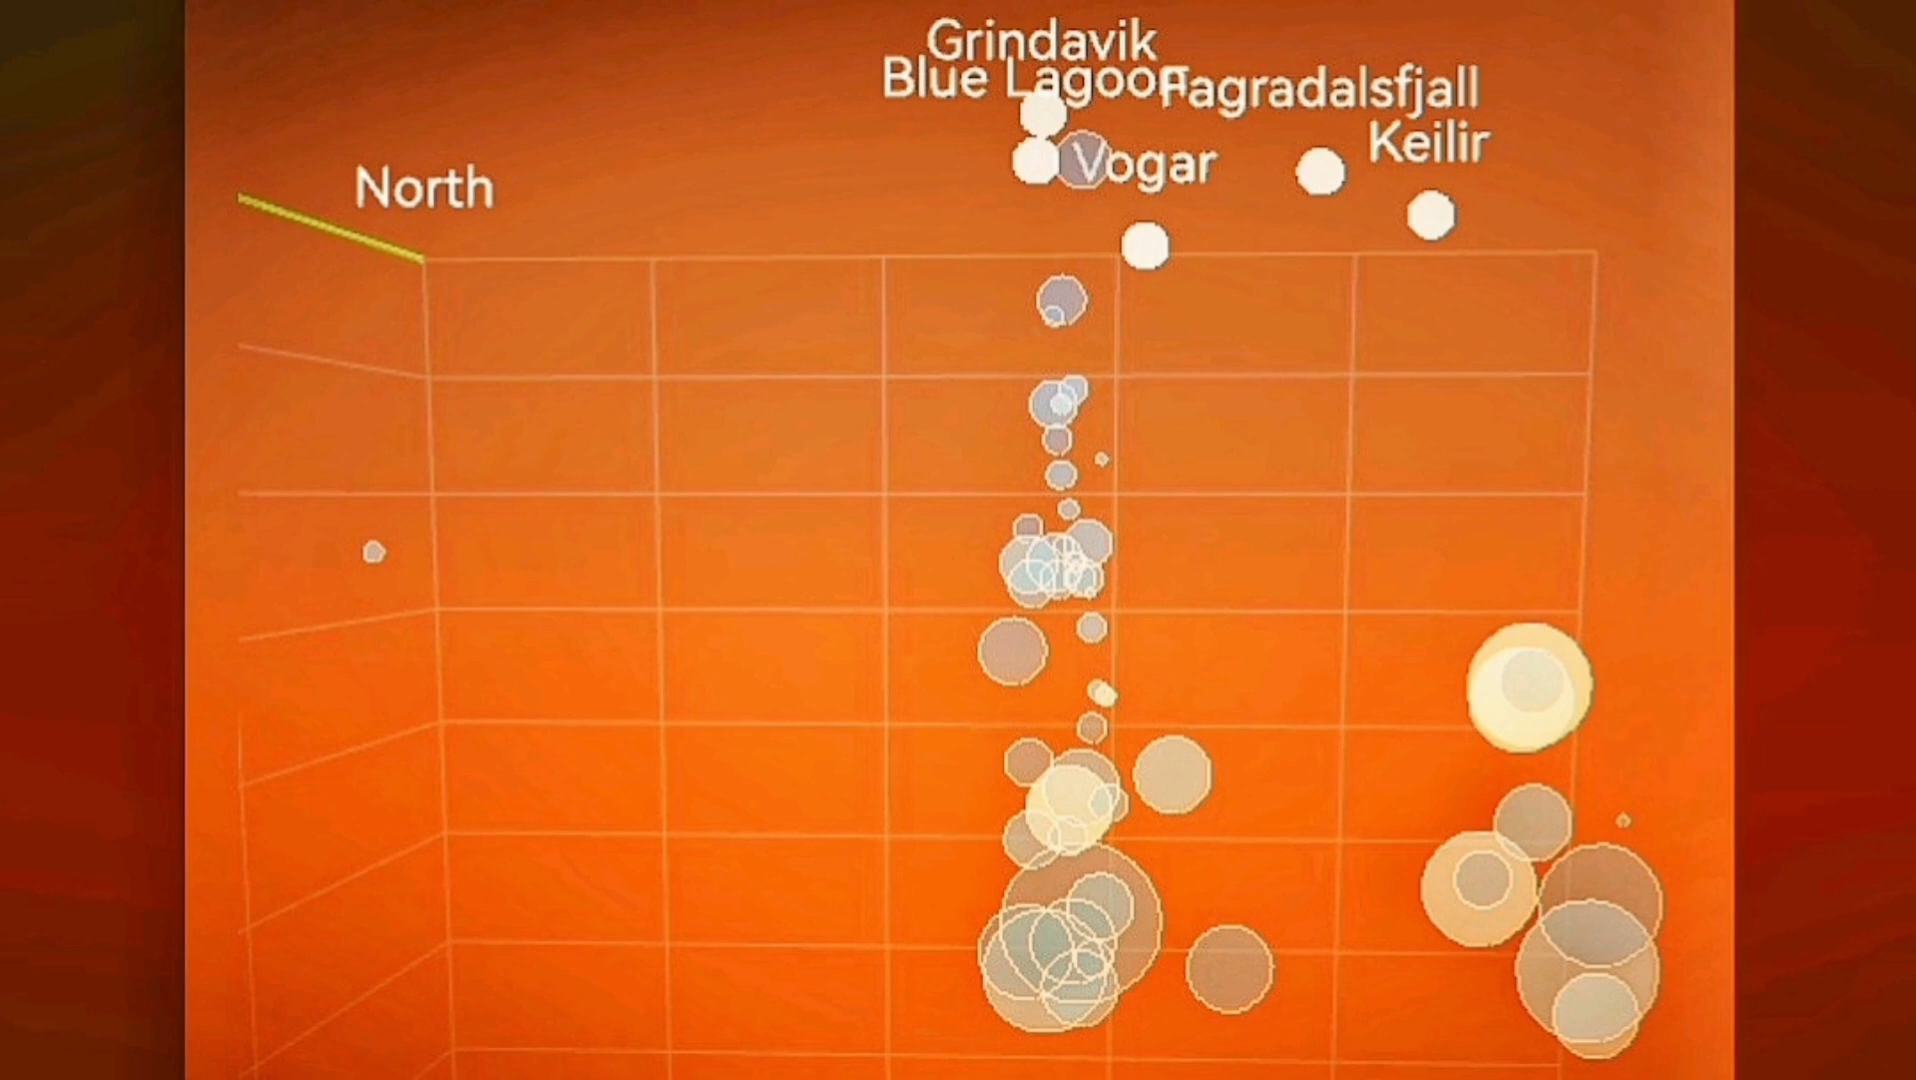 Grindavik
Blue Lagoon
Fagradalsfjall
Keilir
Vogar
North